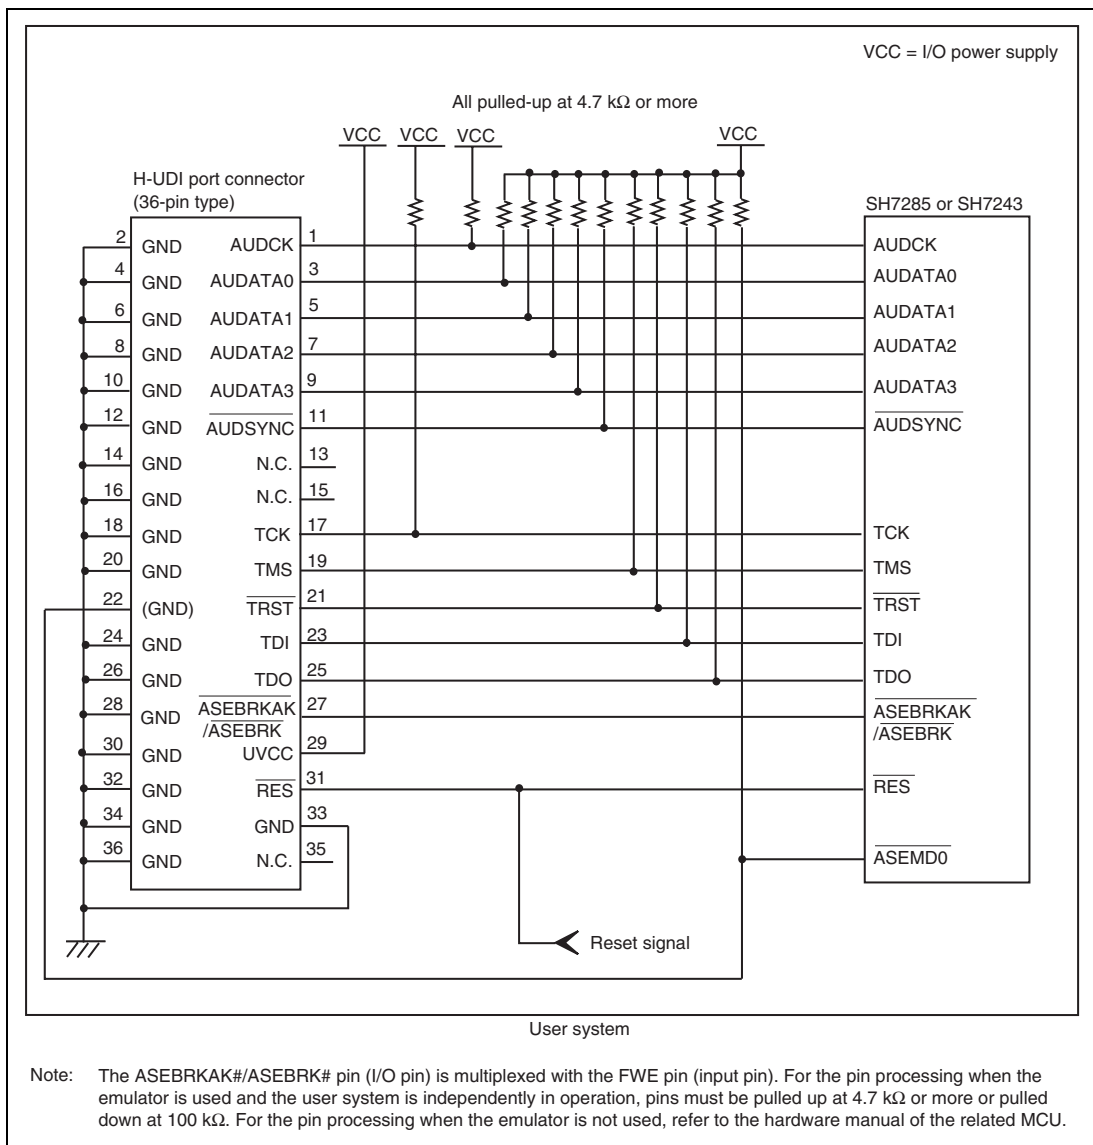 VCC = I/O power supply
All pulled-up at 4.7 kΩ or more
VCC VCC VCC VCC
H-UDI port connector
(36-pin type)
SH7285 or SH7243
2 GND AUDCK 1 AUDCK
4 GND AUDATA0 3 AUDATA0
6 GND AUDATA1 5 AUDATA1
8 GND AUDATA2 7 AUDATA2
10 GND AUDATA3 9 AUDATA3
12 GND AUDSYNC 11 AUDSYNC
14 GND N.C. 13
16 GND N.C. 15
18 GND TCK 17 TCK
20 GND TMS 19 TMS
22 (GND) TRST 21 TRST
24 GND TDI 23 TDI
26 GND TDO 25 TDO
28 GND ASEBRKAK 27 ASEBRKAK
/ASEBRK /ASEBRK
30 GND UVCC 29
32 GND RES 31 RES
34 GND GND 33
36 GND N.C. 35 ASEMD0
Reset signal
User system
Note: The ASEBRKAK#/ASEBRK# pin (I/O pin) is multiplexed with the FWE pin (input pin). For the pin processing when the
emulator is used and the user system is independently in operation, pins must be pulled up at 4.7 kΩ or more or pulled
down at 100 kΩ. For the pin processing when the emulator is not used, refer to the hardware manual of the related MCU.